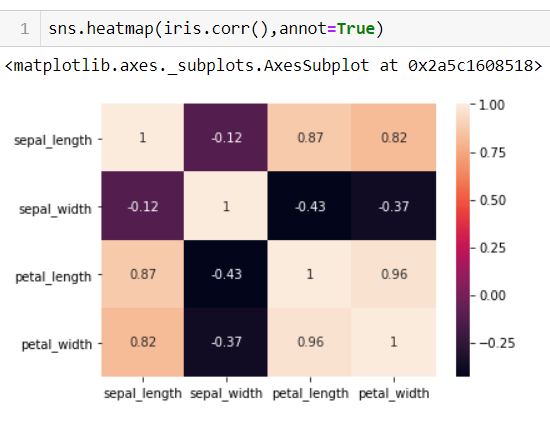 1 sns.heatmap(iris.corr(),annot=True)
<matplotlib.axes._subplots.AxesSubplot at 0x2a5c1608518>
1.00
sepal_length 1 -0.12 0.87 0.82
0.75
0.50
sepal_width -0.12 1 -0.43 -0.37
0.25
petal_length 0.87 -0.43 1 0.96
0.00
petal_width 0.82 -0.37 0.96 1
−0.25
sepal_length sepal_width petal_length petal_width